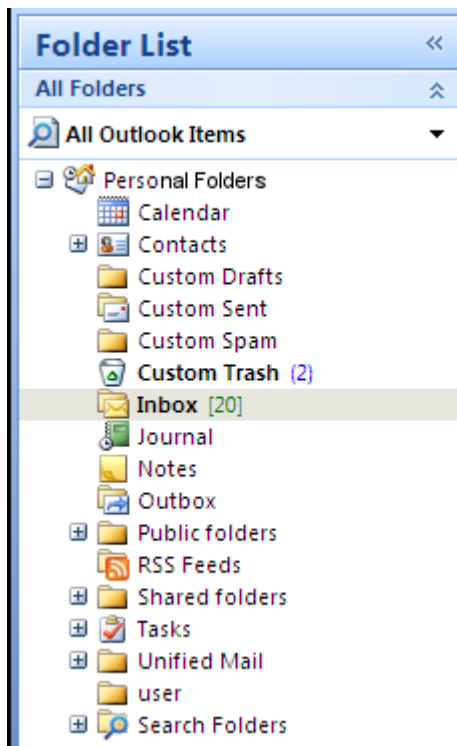 Folder List
All Folders
All Outlook Items
Personal Folders
Calendar
Contacts
Custom Drafts
Custom Sent
Custom Spam
Custom Trash (2)
Inbox [20]
Journal
Notes
Outbox
Public folders
RSS Feeds
Shared folders
Tasks
Unified Mail
user
Search Folders